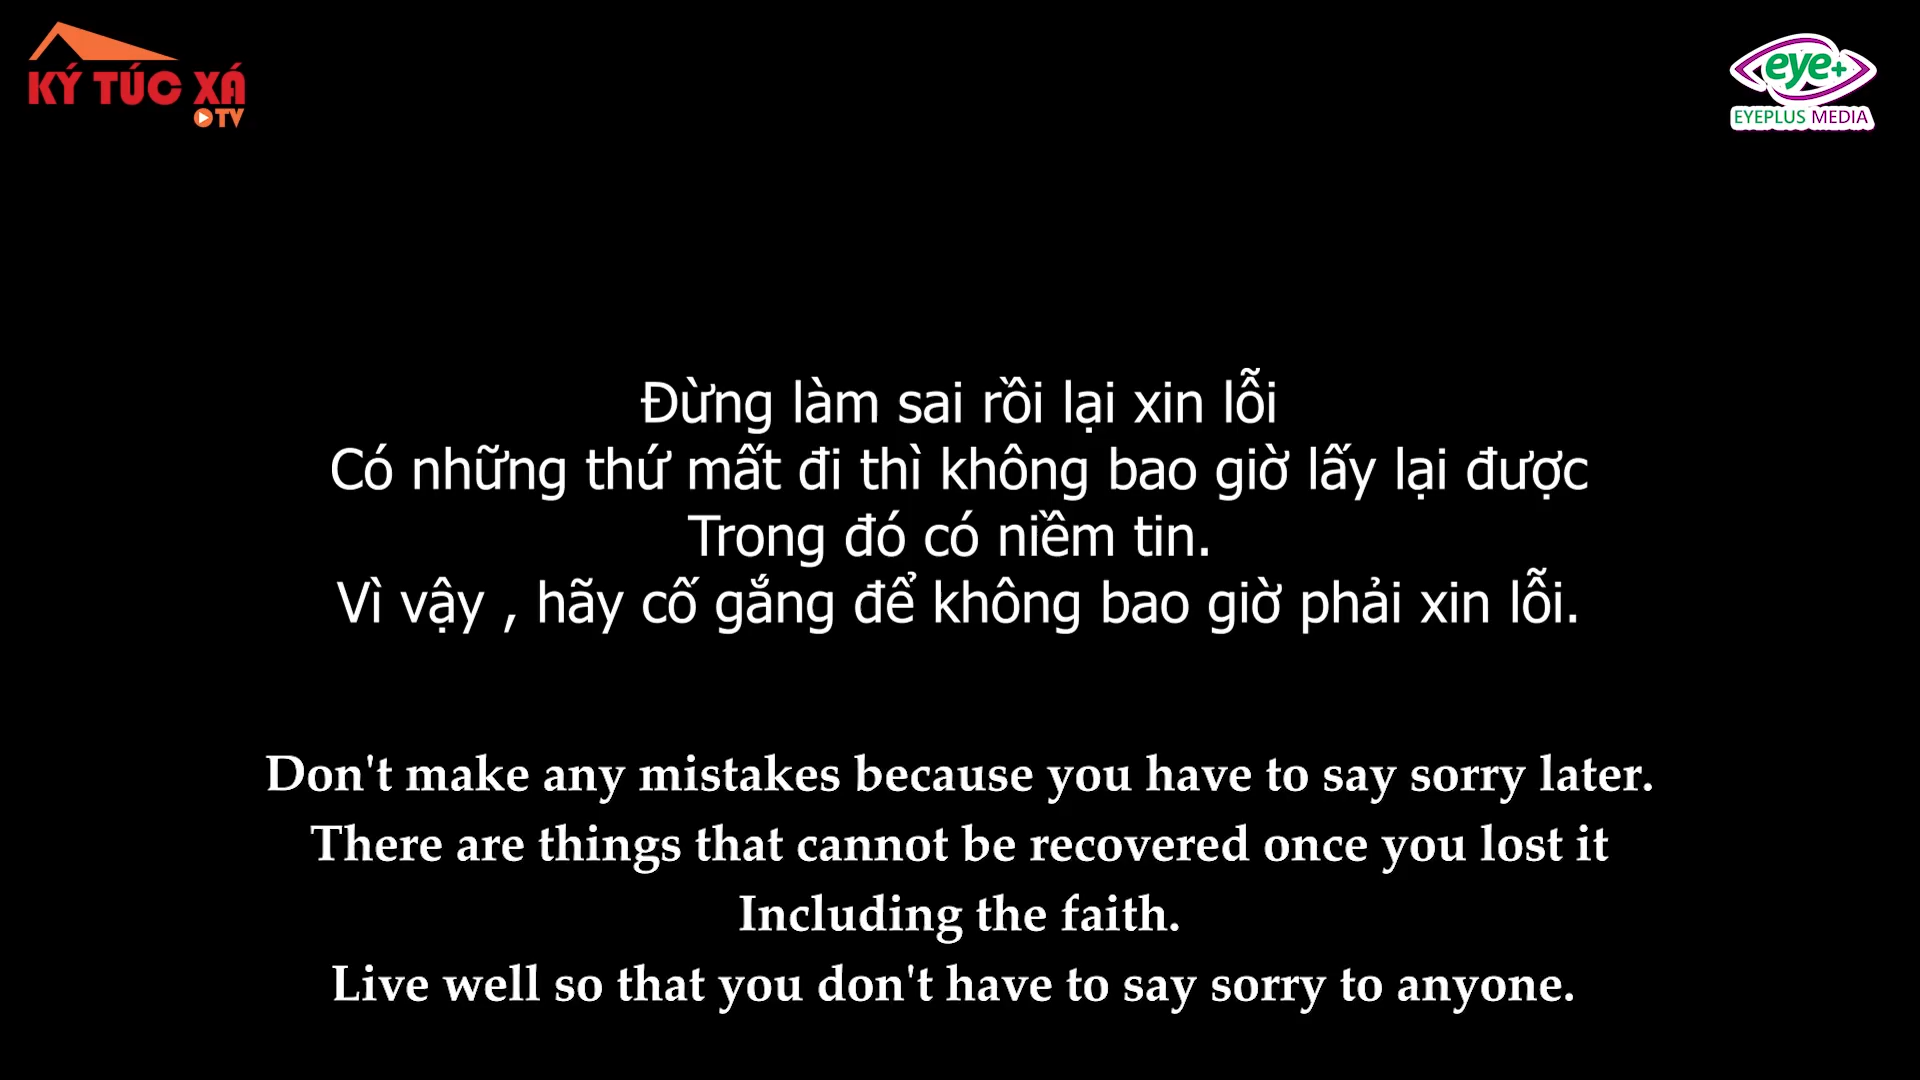 KÝ TÚC XÁ
TV
eye+
EYEPLUS MEDIA
Đừng làm sai rồi lại xin lỗi
Có những thứ mất đi thì không bao giờ lấy lại được
Trong đó có niềm tin.
Vì vậy , hãy cố gắng để không bao giờ phải xin lỗi.
Don't make any mistakes because you have to say sorry later.
There are things that cannot be recovered once you lost it
Including the faith.
Live well so that you don't have to say sorry to anyone.